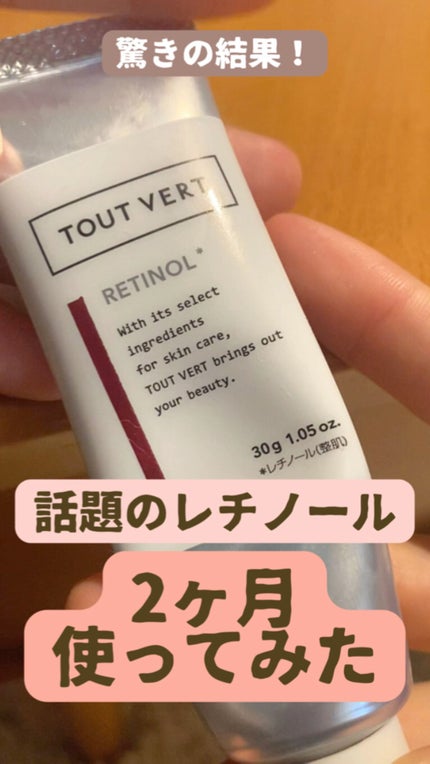 驚きの結果！
TOUT VERT
RETINOL*
With its select
ingredients
for skin care,
TOUT VERT brings out
your beauty.
30g 1.05oz.
*レチノール(整肌)
話題のレチノール
2ヶ月
使ってみた